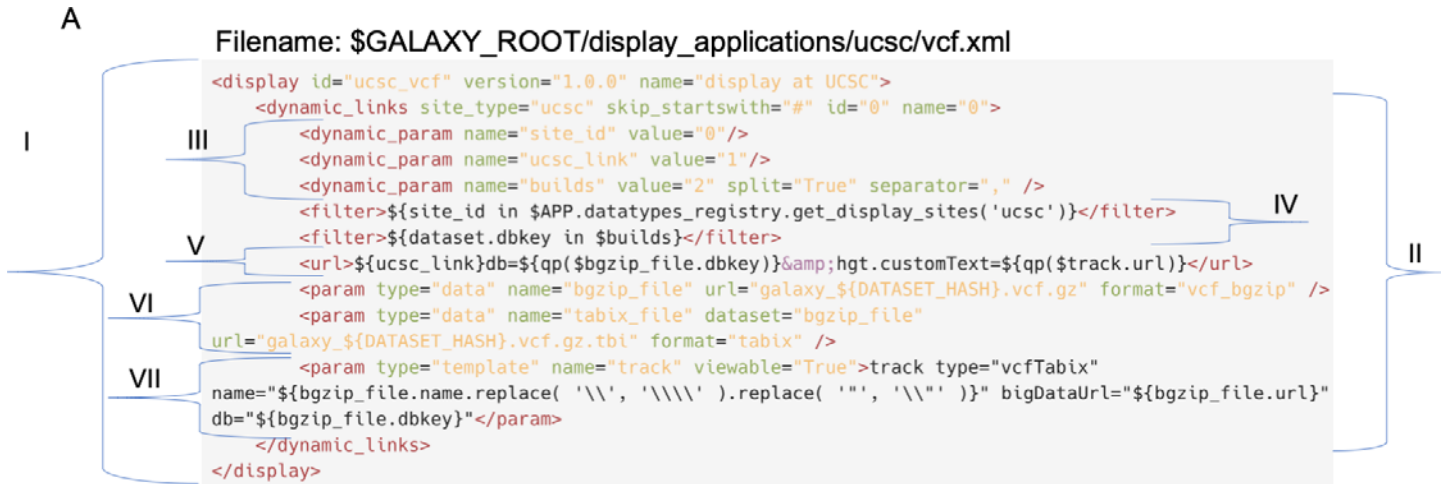 A
Filename: $GALAXY_ROOT/display_applications/ucsc/vcf.xml
<display id="ucsc_vcf" version="1.0.0" name="display at UCSC">
<dynamic_links site_type="ucsc" skip_startswith="#" id="0" name="0">
I
III
<dynamic_param name="site_id" value="0"/>
<dynamic_param name="ucsc_link" value="1"/>
<dynamic_param name="builds" value="2" split="True" separator="," />
<filter>${site_id in $APP.datatypes_registry.get_display_sites('ucsc')}</filter>
IV
<filter>${dataset.dbkey in $builds}</filter>
V
<url>${ucsc_link}db=${qp($bgzip_file.dbkey)}&amp;hgt.customText=${qp($track.url)}</url>
II
<param type="data" name="bgzip_file" url="galaxy_${DATASET_HASH}.vcf.gz" format="vcf_bgzip" />
VI
<param type="data" name="tabix_file" dataset="bgzip_file"
url="galaxy_${DATASET_HASH}.vcf.gz.tbi" format="tabix" />
<param type="template" name="track" viewable="True">track type="vcfTabix"
VII
name="${bgzip_file.name.replace( '\\', '\\\\' ).replace( '"', '\\"' )}" bigDataUrl="${bgzip_file.url}"
db="${bgzip_file.dbkey}"</param>
</dynamic_links>
</display>